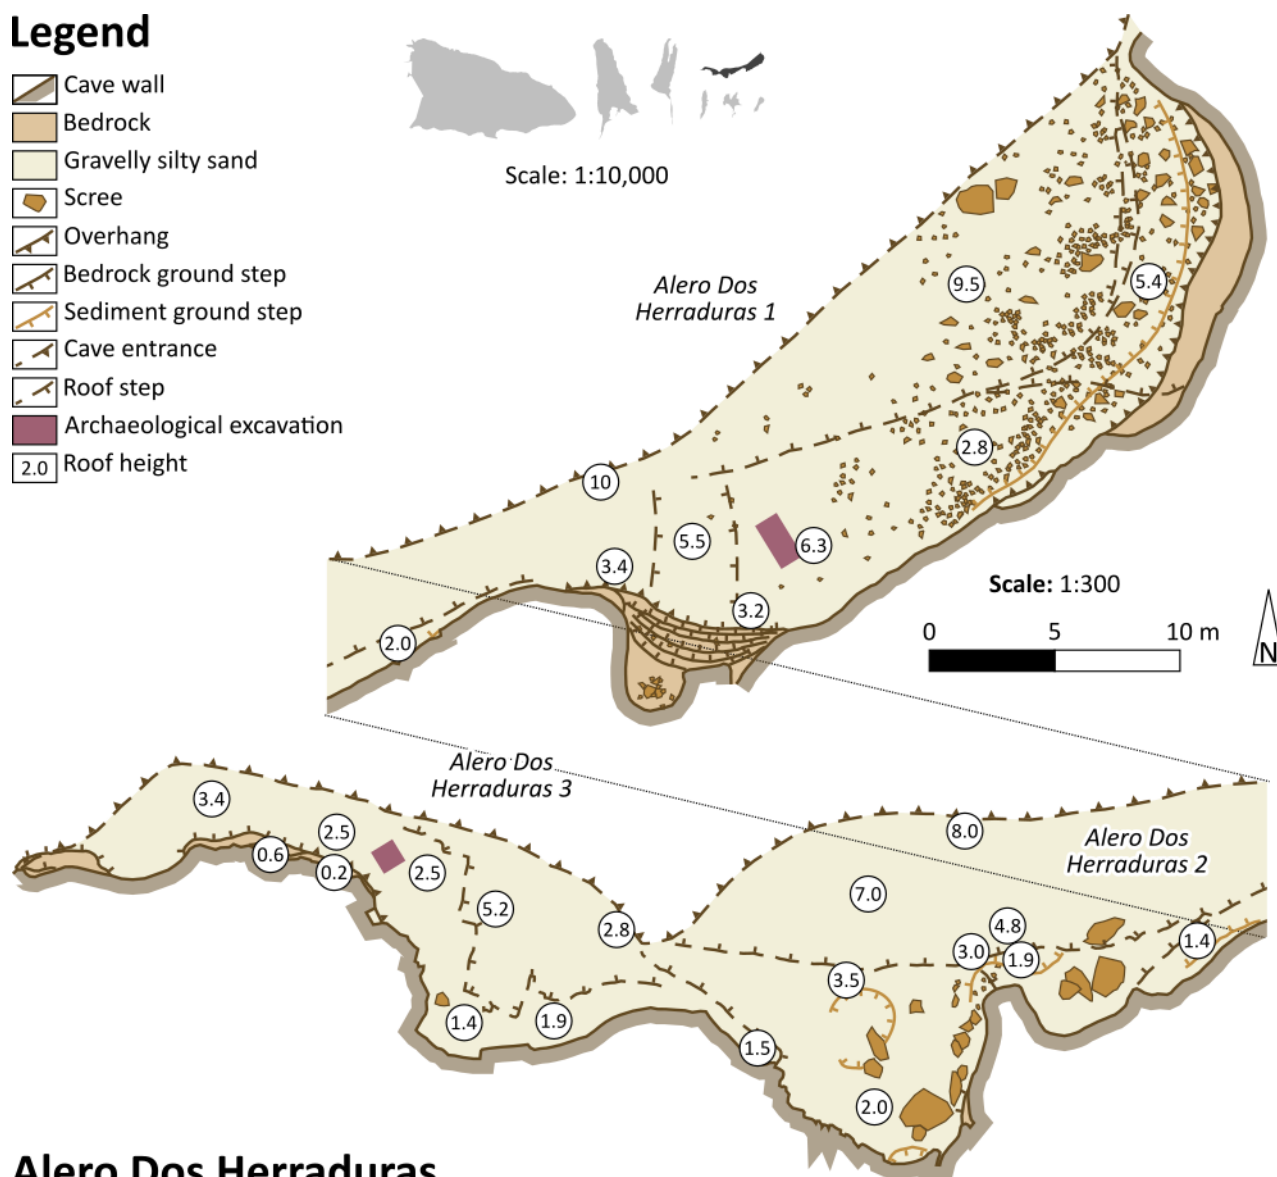 Legend
Cave wall
Bedrock
Gravelly silty sand
Scree
Overhang
Bedrock ground step
Sediment ground step
Cave entrance
Roof step
Archaeological excavation
2.0 Roof height
Scale: 1:10,000
Alero Dos
Herraduras 1
9.5
5.4
2.8
10
5.5
6.3
3.4
3.2
2.0
Scale: 1:300
0 5 10 m
N
Alero Dos
Herraduras 3
3.4
2.5
0.6
0.2
2.5
5.2
2.8
1.4
1.9
Alero Dos
Herraduras 2
8.0
7.0
4.8
3.0
1.9
1.4
3.5
1.5
2.0
Alero Dos Herraduras